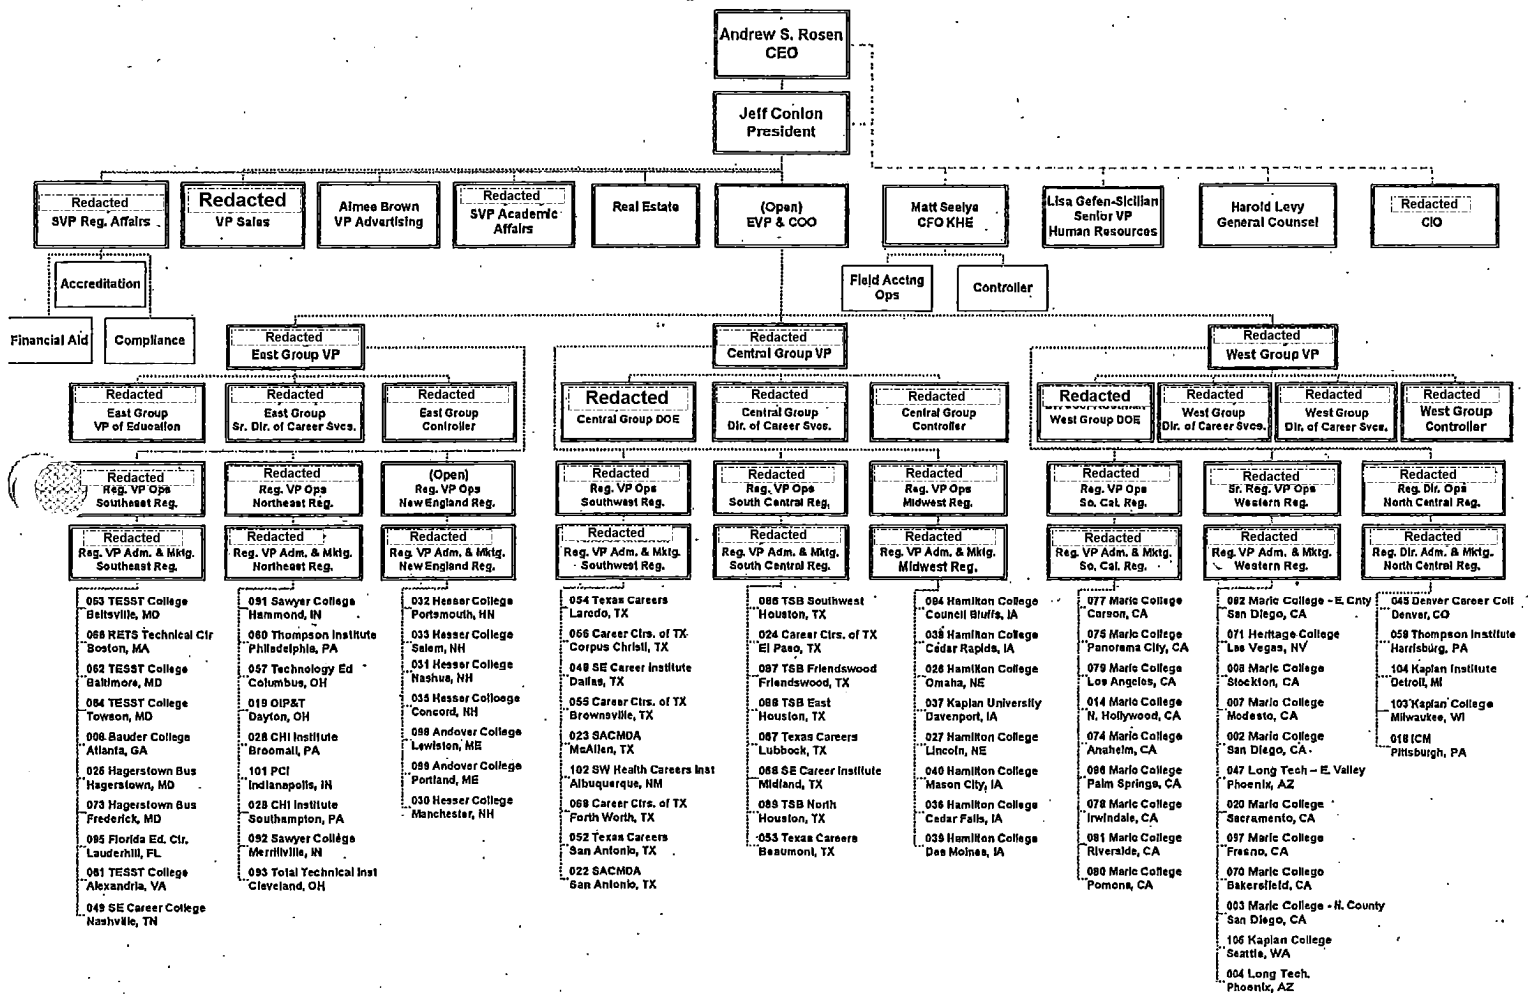 Andrew S. Rosen
CEO
Jeff Conlon
President
Redacted
SVP Reg. Affairs
Redacted
VP Sales
Aimee Brown
VP Advertising
Redacted
SVP Academic
Affairs
Real Estate
(Open)
EVP & COO
Matt Seelye
CFO KHE
Lisa Gefen-Sicilian
Senior VP
Human Resources
Harold Levy
General Counsel
Redacted
CIO
Accreditation
Financial Aid
Compliance
Field Acctng
Ops
Controller
Redacted
East Group VP
Redacted
Central Group VP
Redacted
West Group VP
Redacted
East Group
VP of Education
Redacted
East Group
Sr. Dir. of Career Svcs.
Redacted
East Group
Controller
Redacted
Central Group DOE
Redacted
Central Group
Dir. of Career Svcs.
Redacted
Central Group
Controller
Redacted
West Group DOE
Redacted
West Group
Dir. of Career Svcs.
Redacted
West Group
Dir. of Career Svcs.
Redacted
West Group
Controller
Redacted
Reg. VP Ops
Southeast Reg.
Redacted
Reg. VP Ops
Northeast Reg.
(Open)
Reg. VP Ops
New England Reg.
Redacted
Reg. VP Ops
Southwest Reg.
Redacted
Reg. VP Ops
South Central Reg.
Redacted
Reg. VP Ops
Midwest Reg.
Redacted
Reg. VP Ops
So. Cal. Reg.
Redacted
Sr. Reg. VP Ops
Western Reg.
Redacted
Reg. Dir. Ops
North Central Reg.
Redacted
Reg. VP Adm. & Mktg.
Southeast Reg.
Redacted
Reg. VP Adm. & Mktg.
Northeast Reg.
Redacted
Reg. VP Adm. & Mktg.
New England Reg.
Redacted
Reg. VP Adm. & Mktg.
Southwest Reg.
Redacted
Reg. VP Adm. & Mktg.
South Central Reg.
Redacted
Reg. VP Adm. & Mktg.
Midwest Reg.
Redacted
Reg. VP Adm. & Mktg.
So. Cal. Reg.
Redacted
Reg. VP Adm. & Mktg.
Western Reg.
Redacted
Reg. Dir. Adm. & Mktg.
North Central Reg.
063 TESST College
Beltsville, MD
068 RETS Technical Ctr
Boston, MA
062 TESST College
Baltimore, MD
064 TESST College
Towson, MD
Bauder College
Atlanta, GA
025 Hagerstown Bus
Hagerstown, MD
073 Hagerstown Bus
Frederick, MD
095 Florida Ed. Ctr.
Lauderhill, FL
061 TESST College
Alexandria, VA
049 SE Career College
Nashville, TN
091 Sawyer College
Hammond, IN
060 Thompson Institute
Philadelphia, PA
057 Technology Ed
Columbus, OH
019 OIP&T
Dayton, OH
CHI Institute
Broomall, PA
101 PCI
Indianapolis, IN
CHI Institute
Southampton, PA
092 Sawyer College
Merrillville, IN
093 Total Technical Inst
Cleveland, OH
032 Hesser College
Portsmouth, HN
033 Hesser College
Salem, NH
031 Hesser College
Nashua, NH
035 Hesser Colloege
Concord, NH
098 Andover College
Lewiston, ME
099 Andover College
Portland, ME
030 Hesser College
Manchester, NH
054 Texas Careers
Laredo, TX
056 Career Ctrs. of TX
Corpus Christi, TX
SE Career Institute
Dallas, TX
055 Career Ctrs. of TX
Brownsville, TX
023 SACMDA
McAllen, TX
102 SW Health Careers Inst
Albuquerque, NM
069 Career Ctrs. of TX
Forth Worth, TX
052 Texas Careers
San Antonio, TX
022 SACMDA
San Antonio, TX
TSB Southwest
Houston, TX
024 Career Ctrs. of TX
El Paso, TX
087 TSB Friendswood
Friendswood, TX
TSB East
Houston, TX
067 Texas Careers
Lubbock, TX
SE Career Institute
Midland, TX
089 TSB North
Houston, TX
053 Texas Careers
Beaumont, TX
Hamilton College
Council Bluffs, IA
038 Hamilton College
Cedar Rapids, IA
026 Hamilton College
Omaha, NE
037 Kaplan University
Davenport, IA
027 Hamilton College
Lincoln, NE
040 Hamilton College
Mason City, IA
036 Hamilton College
Cedar Falls, IA
039 Hamilton College
Des Moines, IA
077 Maric College
Carson, CA
075 Maric College
Panorama City, CA
079 Maric College
Los Angeles, CA
014 Maric College
N. Hollywood, CA
074 Maric College
Anaheim, CA
096 Maric College
Palm Springs, CA
078 Maric College
Irwindale, CA
081 Maric College
Riverside, CA
080 Maric College
Pomona, CA
082 Maric College - E. Cnty
San Diego, CA
071 Heritage College
Las Vegas, NV
Maric College
Stockton, CA
007 Maric College
Modesto, CA
002 Maric College
San Diego, CA
047 Long Tech - E. Valley
Phoenix, AZ
020 Maric College
Sacramento, CA
097 Maric College
Fresno, CA
070 Maric College
Bakersfield, CA
003 Maric College - N. County
San Diego, CA
Kaplan College
Seattle, WA
004 Long Tech.
Phoenix, AZ
045 Denver Career Coll
Denver, CO
Thompson Institute
Harrisburg, PA
104 Kaplan Institute
Detroit, MI
103 Kaplan College
Milwaukee, WI
ICM
Pittsburgh, PA